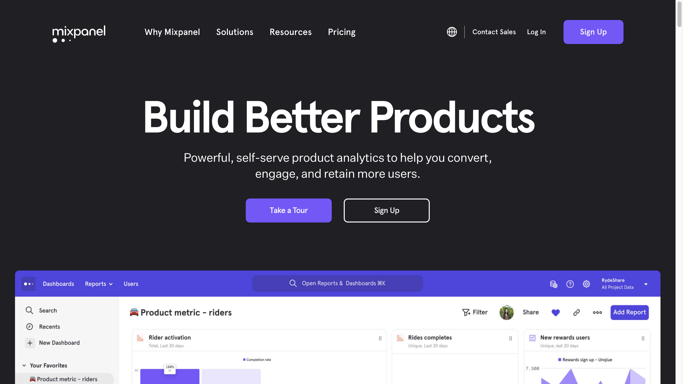 mixpanel
Why Mixpanel Solutions Resources Pricing
Contact Sales Log In Sign Up
Build Better Products
Powerful, self-serve product analytics to help you convert,
engage, and retain more users.
Take a Tour Sign Up
Dashboards Reports Users
Open Reports & Dashboards ⌘K
RydeShare
All Project Data
Search
Recents
New Dashboard
Your Favorites
Product metric - riders
Product metric - riders
Filter Share Add Report
Rider activation
Total, Last 30 days
Completion rate
Rides completes
Unique, Last 30 days
New rewards users
Unique, last 30 days
Rewards sign up - Unique
7,500